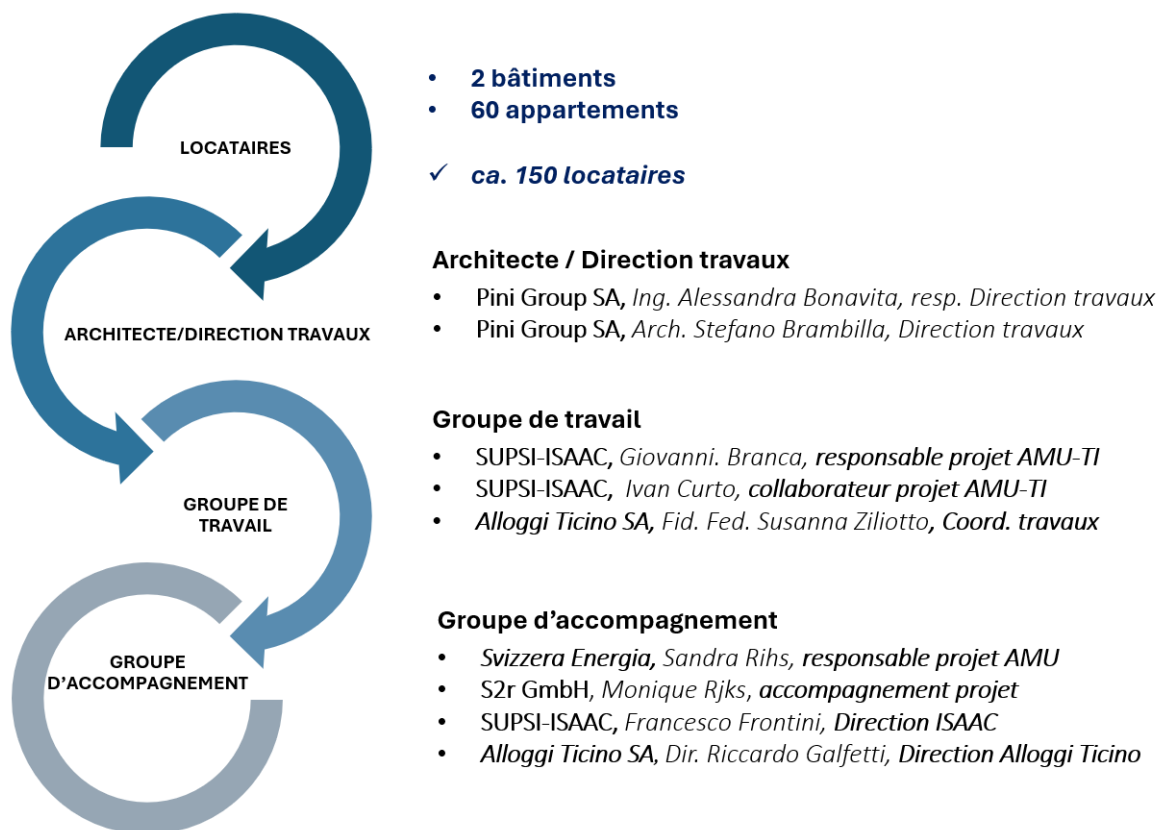 • 2 bâtiments
• 60 appartements
LOCATAIRES
✓ ca. 150 locataires
Architecte / Direction travaux
• Pini Group SA, Ing. Alessandra Bonavita, resp. Direction travaux
• Pini Group SA, Arch. Stefano Brambilla, Direction travaux
ARCHITECTE/DIRECTION TRAVAUX
Groupe de travail
• SUPSI-ISAAC, Giovanni. Branca, responsable projet AMU-TI
• SUPSI-ISAAC, Ivan Curto, collaborateur projet AMU-TI
• Alloggi Ticino SA, Fid. Fed. Susanna Ziliotto, Coord. travaux
GROUPE DE
TRAVAIL
Groupe d’accompagnement
• Svizzera Energia, Sandra Rihs, responsable projet AMU
• S2r GmbH, Monique Rjks, accompagnement projet
• SUPSI-ISAAC, Francesco Frontini, Direction ISAAC
• Alloggi Ticino SA, Dir. Riccardo Galfetti, Direction Alloggi Ticino
GROUPE
D’ACCOMPAGNEMENT